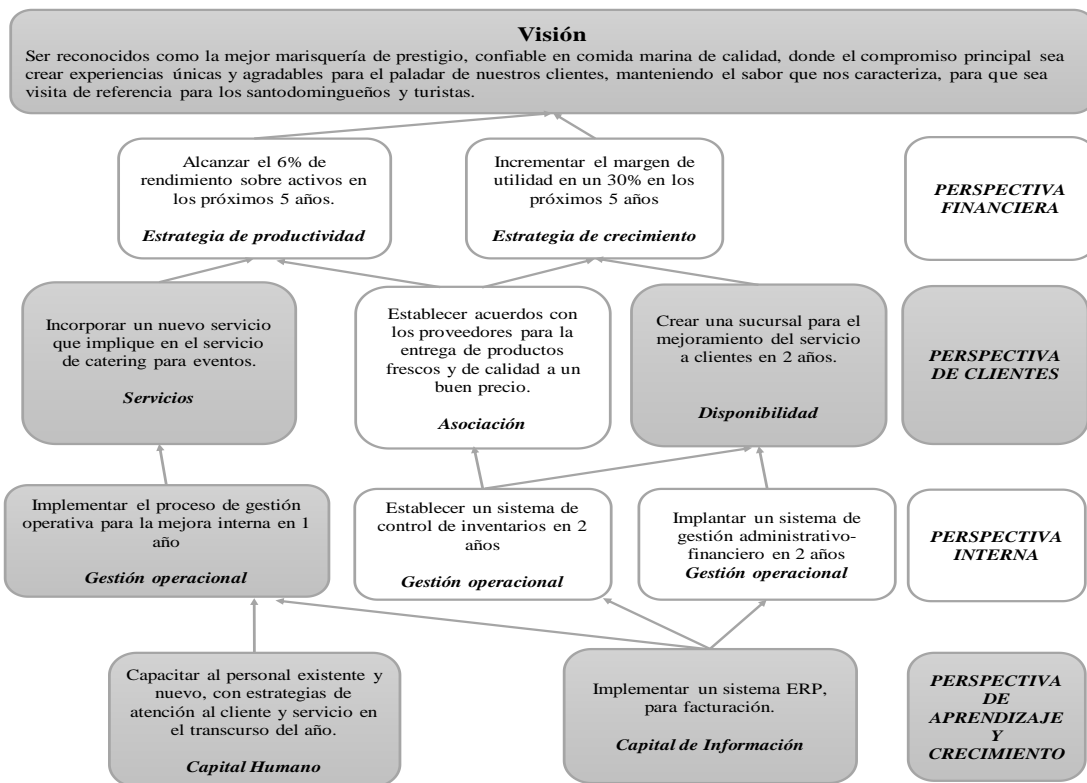 Visión
Ser reconocidos como la mejor marisquería de prestigio, confiable en comida marina de calidad, donde el compromiso principal sea
crear experiencias únicas y agradables para el paladar de nuestros clientes, manteniendo el sabor que nos caracteriza, para que sea
visita de referencia para los santodomingueños y turistas.
Alcanzar el 6% de
rendimiento sobre activos en
los próximos 5 años.
Estrategia de productividad
Incrementar el margen de
utilidad en un 30% en los
próximos 5 años
Estrategia de crecimiento
PERSPECTIVA
FINANCIERA
Incorporar un nuevo servicio
que implique en el servicio
de catering para eventos.
Servicios
Establecer acuerdos con
los proveedores para la
entrega de productos
frescos y de calidad a un
buen precio.
Asociación
Crear una sucursal para el
mejoramiento del servicio
a clientes en 2 años.
Disponibilidad
PERSPECTIVA
DE CLIENTES
Implementar el proceso de gestión
operativa para la mejora interna en 1
año
Gestión operacional
Establecer un sistema de
control de inventarios en 2
años
Gestión operacional
Implantar un sistema de
gestión administrativo-
financiero en 2 años
Gestión operacional
PERSPECTIVA
INTERNA
Capacitar al personal existente y
nuevo, con estrategias de
atención al cliente y servicio en
el transcurso del año.
Capital Humano
Implementar un sistema ERP,
para facturación.
Capital de Información
PERSPECTIVA
DE
APRENDIZAJE
Y
CRECIMIENTO